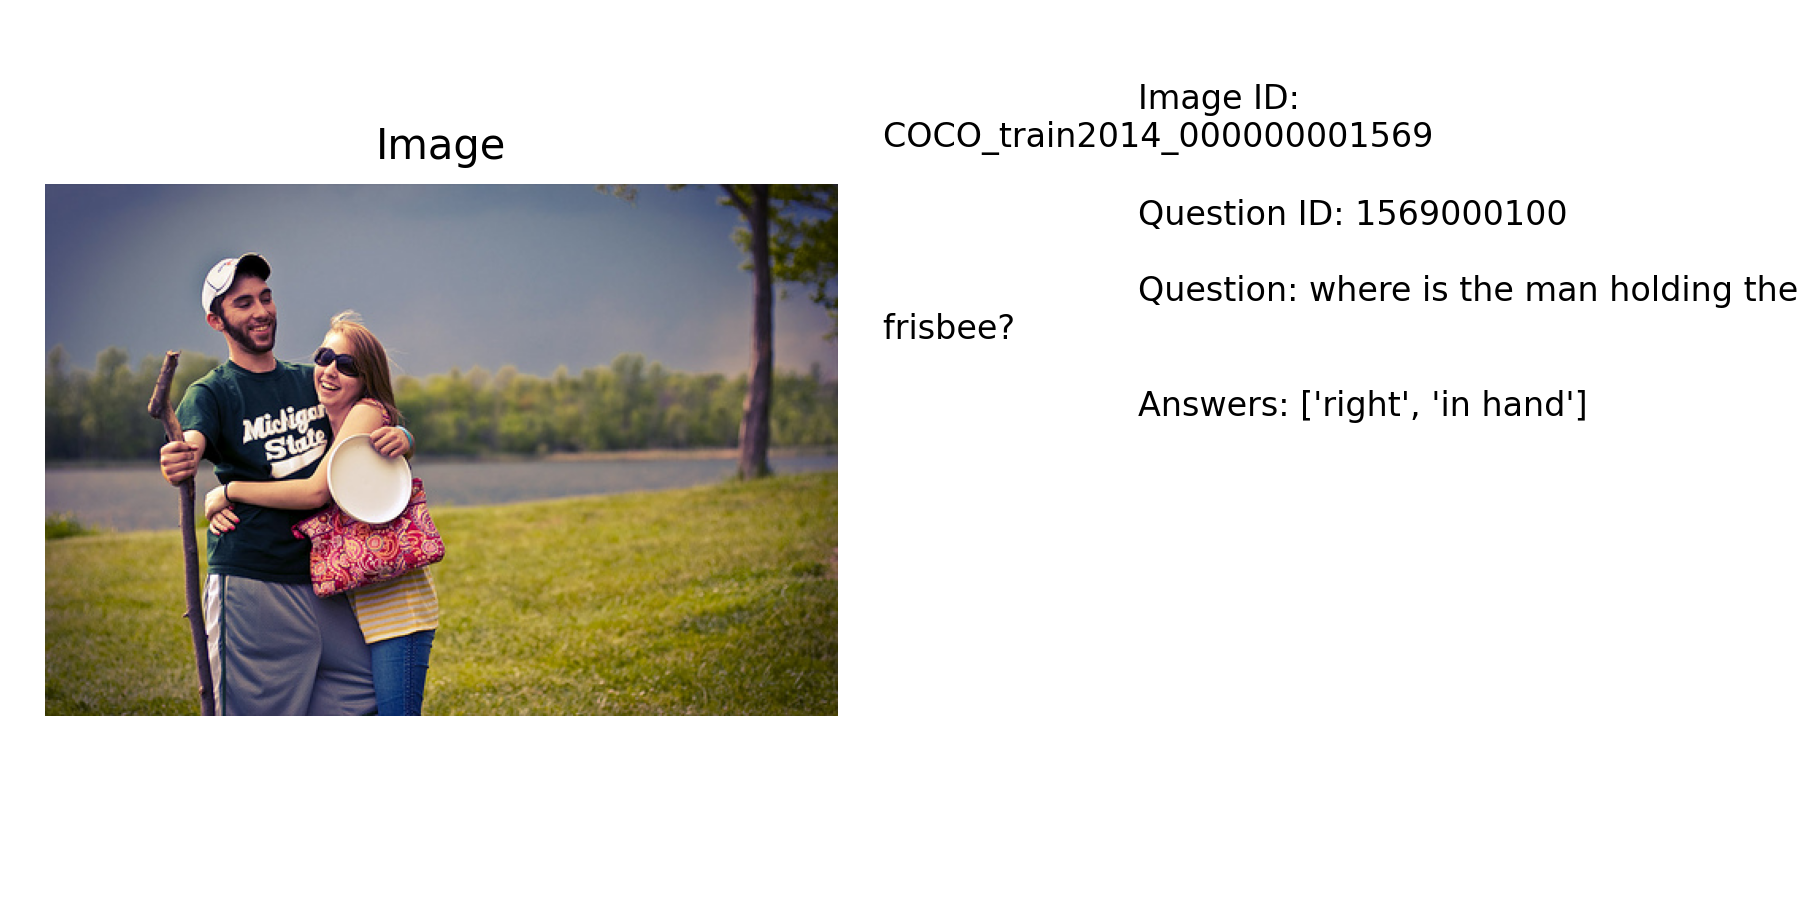 Image
Michigan
State
Image ID:
COCO_train2014_000000001569
Question ID: 1569000100
Question: where is the man holding the
frisbee?
Answers: ['right', 'in hand']